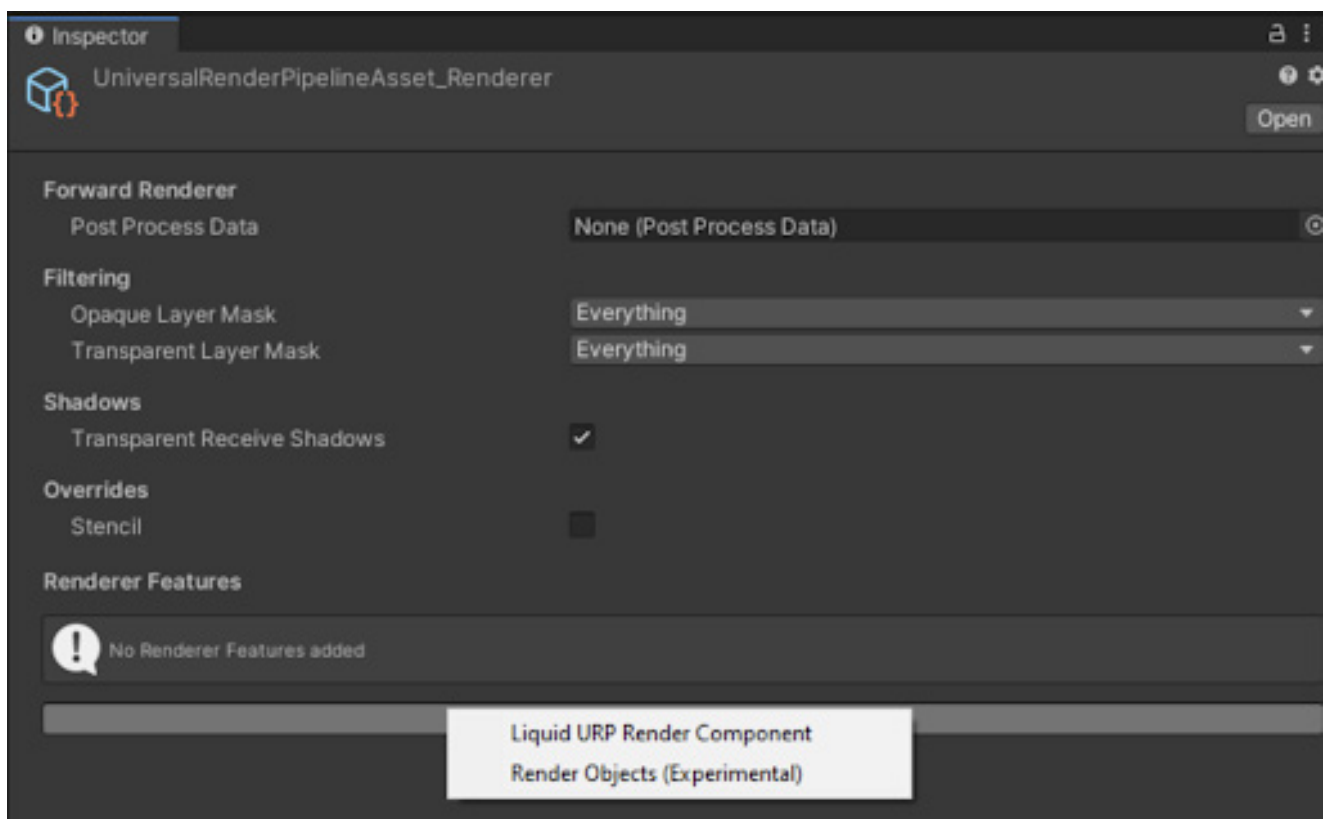 Inspector
UniversalRenderPipelineAsset_Renderer
Open
Forward Renderer
Post Process Data None (Post Process Data)
Filtering
Opaque Layer Mask Everything
Transparent Layer Mask Everything
Shadows
Transparent Receive Shadows
Overrides
Stencil
Renderer Features
No Renderer Features added
Liquid URP Render Component
Render Objects (Experimental)